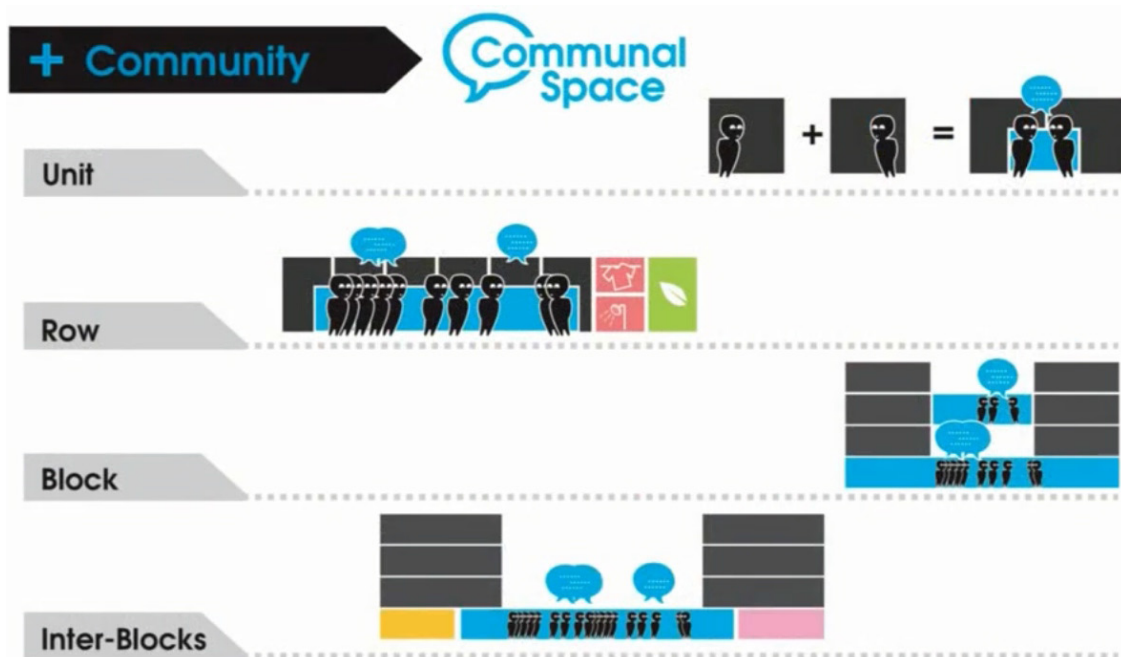 + Community
Communal
Space
+ =
Unit
Row
Block
Inter-Blocks